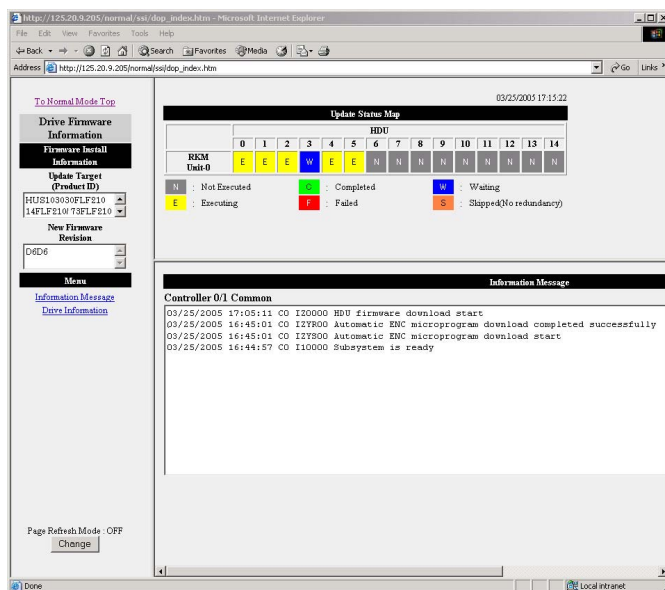 http://125.20.9.205/normal/ssi/dop_index.htm - Microsoft Internet Explorer
File Edit View Favorites Tools Help
Back Search Favorites Media
Address http://125.20.9.205/normal/ssi/dop_index.htm Go Links
To Normal Mode Top
Drive Firmware
Information
Firmware Install
Information
Update Target
(Product ID)
HUS103030FLF210
14FLF210/ 73FLF210
New Firmware
Revision
D6D6
Menu
Information Message
Drive Information
Page Refresh Mode : OFF
Change
03/25/2005 17:15:22
Update Status Map
HDU
0 1 2 3 4 5 6 7 8 9 10 11 12 13 14
RKM
Unit-0
E E E W E E N N N N N N N N N
N : Not Executed C : Completed W : Waiting
E : Executing F : Failed S : Skipped(No redundancy)
Information Message
Controller 0/1 Common
03/25/2005 17:05:11 C0 IZ0000 HDU firmware download start
03/25/2005 16:45:01 C0 IZYR00 Automatic ENC microprogram download completed successfully
03/25/2005 16:45:01 C0 IZYS00 Automatic ENC microprogram download start
03/25/2005 16:44:57 C0 I10000 Subsystem is ready
Done Local intranet